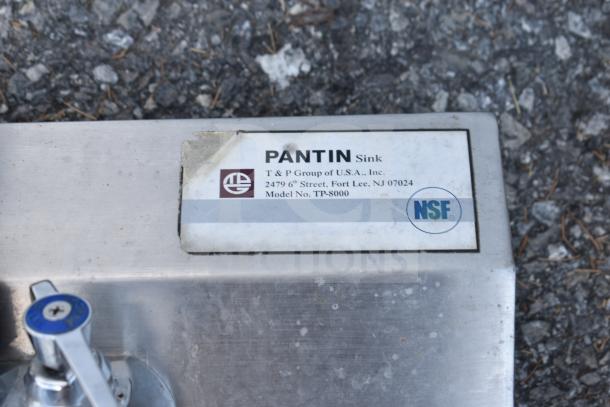 PANTIN Sink
T & P Group of U.S.A., Inc.
2479 6th Street, Fort Lee, NJ 07024
Model No. TP-8000
NSF